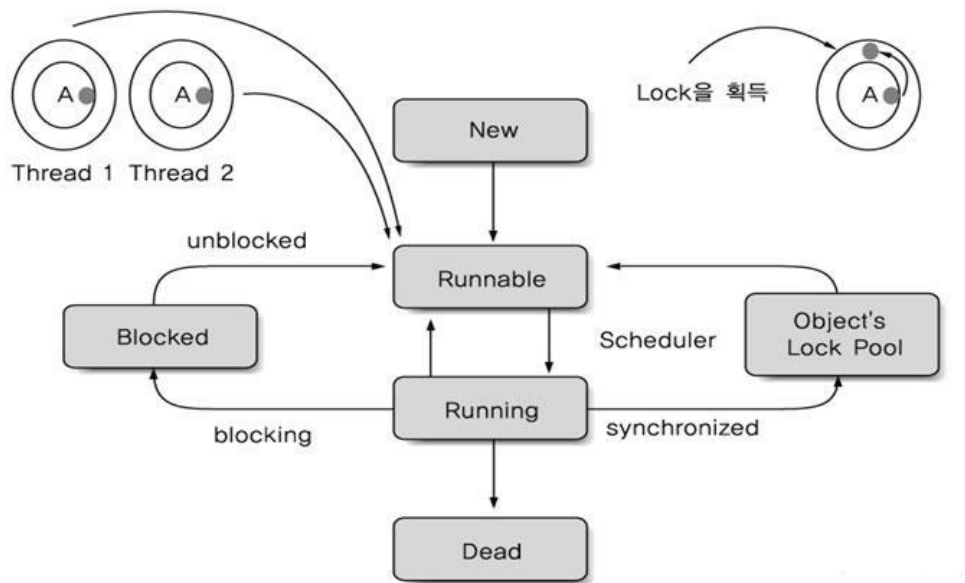 A
A
Thread 1
Thread 2
Lock을 획득
A
New
unblocked
Runnable
Blocked
Scheduler
Object's
Lock Pool
Running
blocking
synchronized
Dead